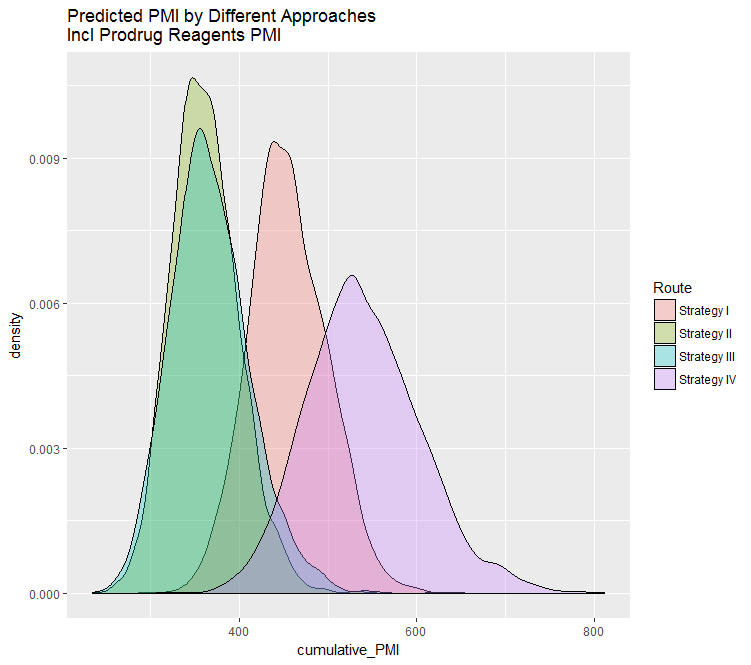 Predicted PMI by Different Approaches
Incl Prodrug Reagents PMI
density
0.009
0.006
0.003
0.000
400
600
800
cumulative_PMI
Route
Strategy I
Strategy II
Strategy III
Strategy IV